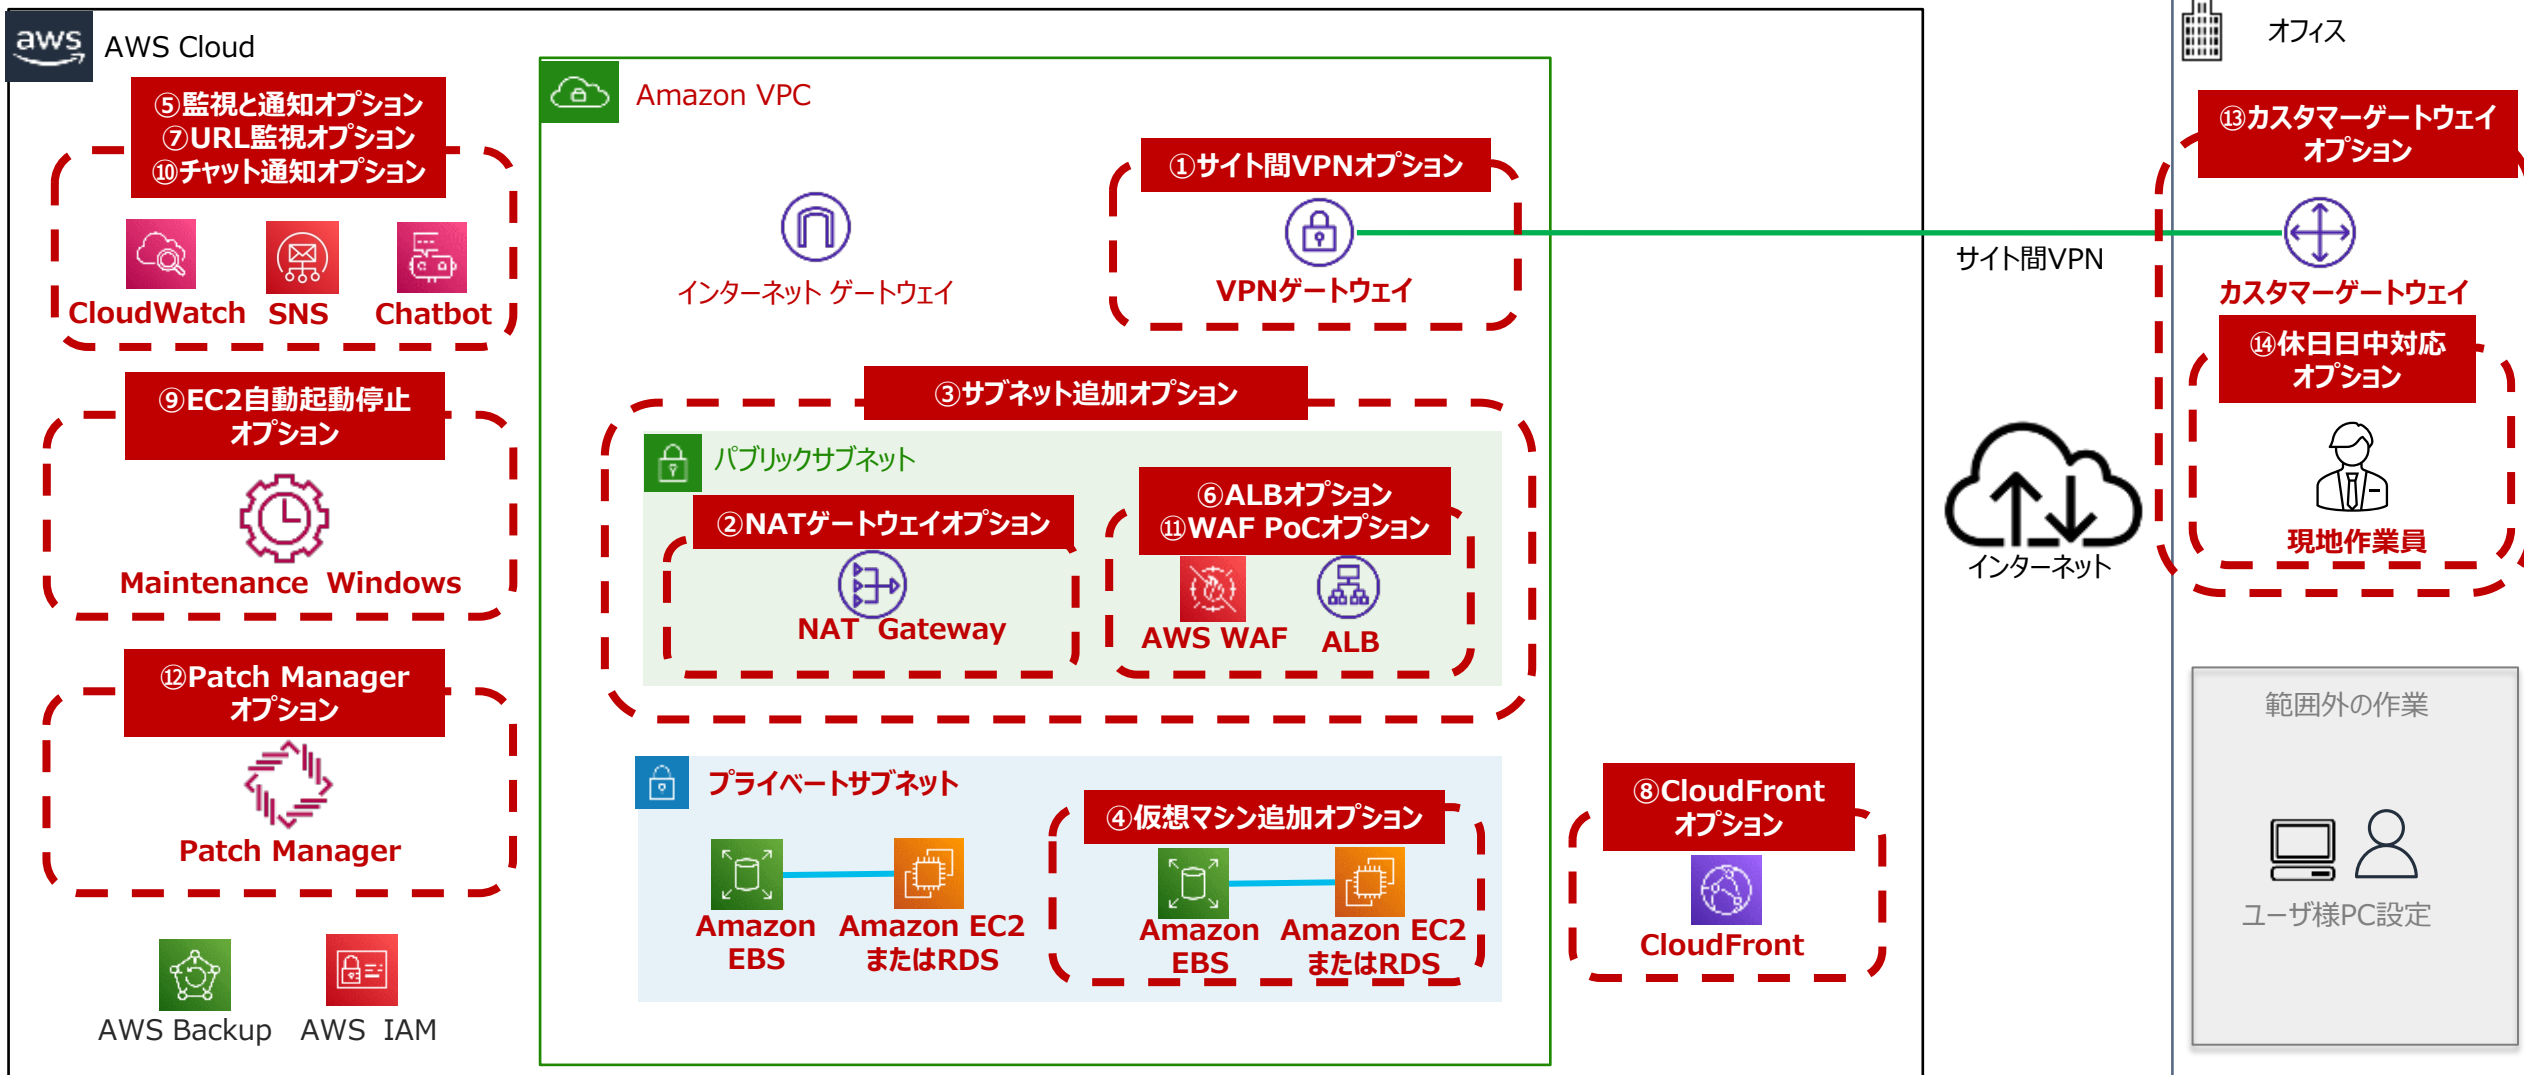 aws
AWS Cloud
⑤監視と通知オプション
⑦URL監視オプション
⑩チャット通知オプション
CloudWatch
SNS
Chatbot
⑨EC2自動起動停止
オプション
Maintenance Windows
⑫Patch Manager
オプション
Patch Manager
AWS Backup
AWS IAM
Amazon VPC
インターネット ゲートウェイ
①サイト間VPNオプション
VPNゲートウェイ
③サブネット追加オプション
パブリックサブネット
②NATゲートウェイオプション
NAT Gateway
⑥ALBオプション
⑪WAF PoCオプション
AWS WAF
ALB
プライベートサブネット
Amazon
EBS
Amazon EC2
またはRDS
④仮想マシン追加オプション
Amazon
EBS
Amazon EC2
またはRDS
⑧CloudFront
オプション
CloudFront
サイト間VPN
インターネット
オフィス
⑬カスタマーゲートウェイ
オプション
カスタマーゲートウェイ
⑭休日日中対応
オプション
現地作業員
範囲外の作業
ユーザ様PC設定